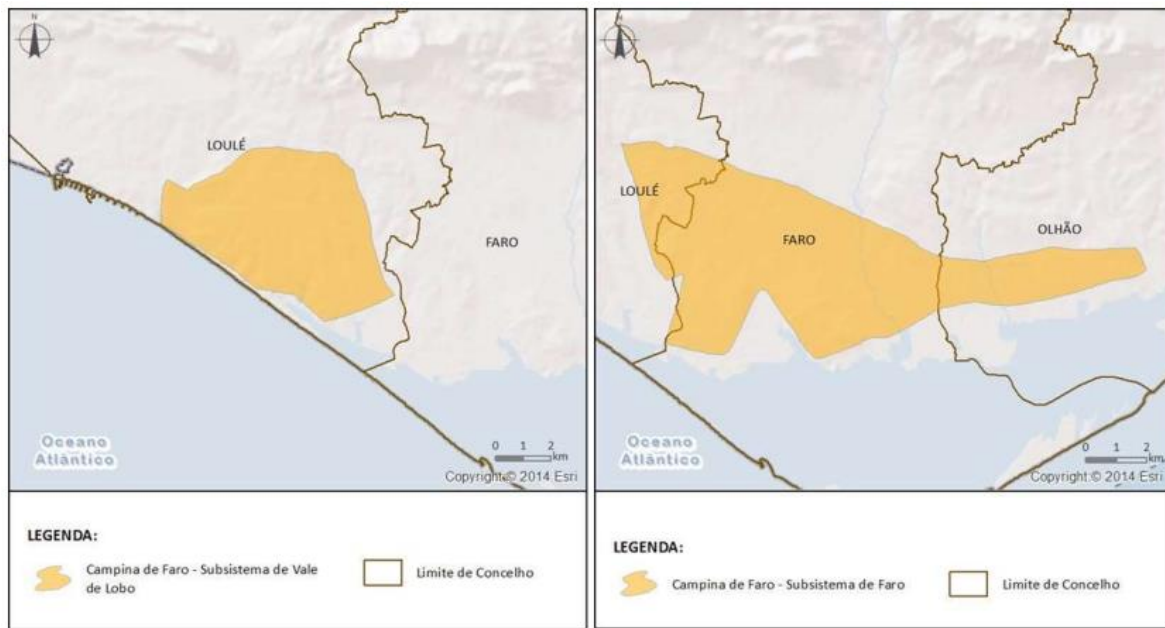 N
LOULÉ
FARO
Oceano
Atlântico
0 1 2
km
Copyright:© 2014 Esri
LEGENDA:
Campina de Faro - Subsistema de Vale
de Lobo
Limite de Concelho
N
LOULÉ
FARO
OLHÃO
Oceano
Atlântico
0 1 2
km
Copyright:© 2014 Esri
LEGENDA:
Campina de Faro - Subsistema de Faro
Limite de Concelho